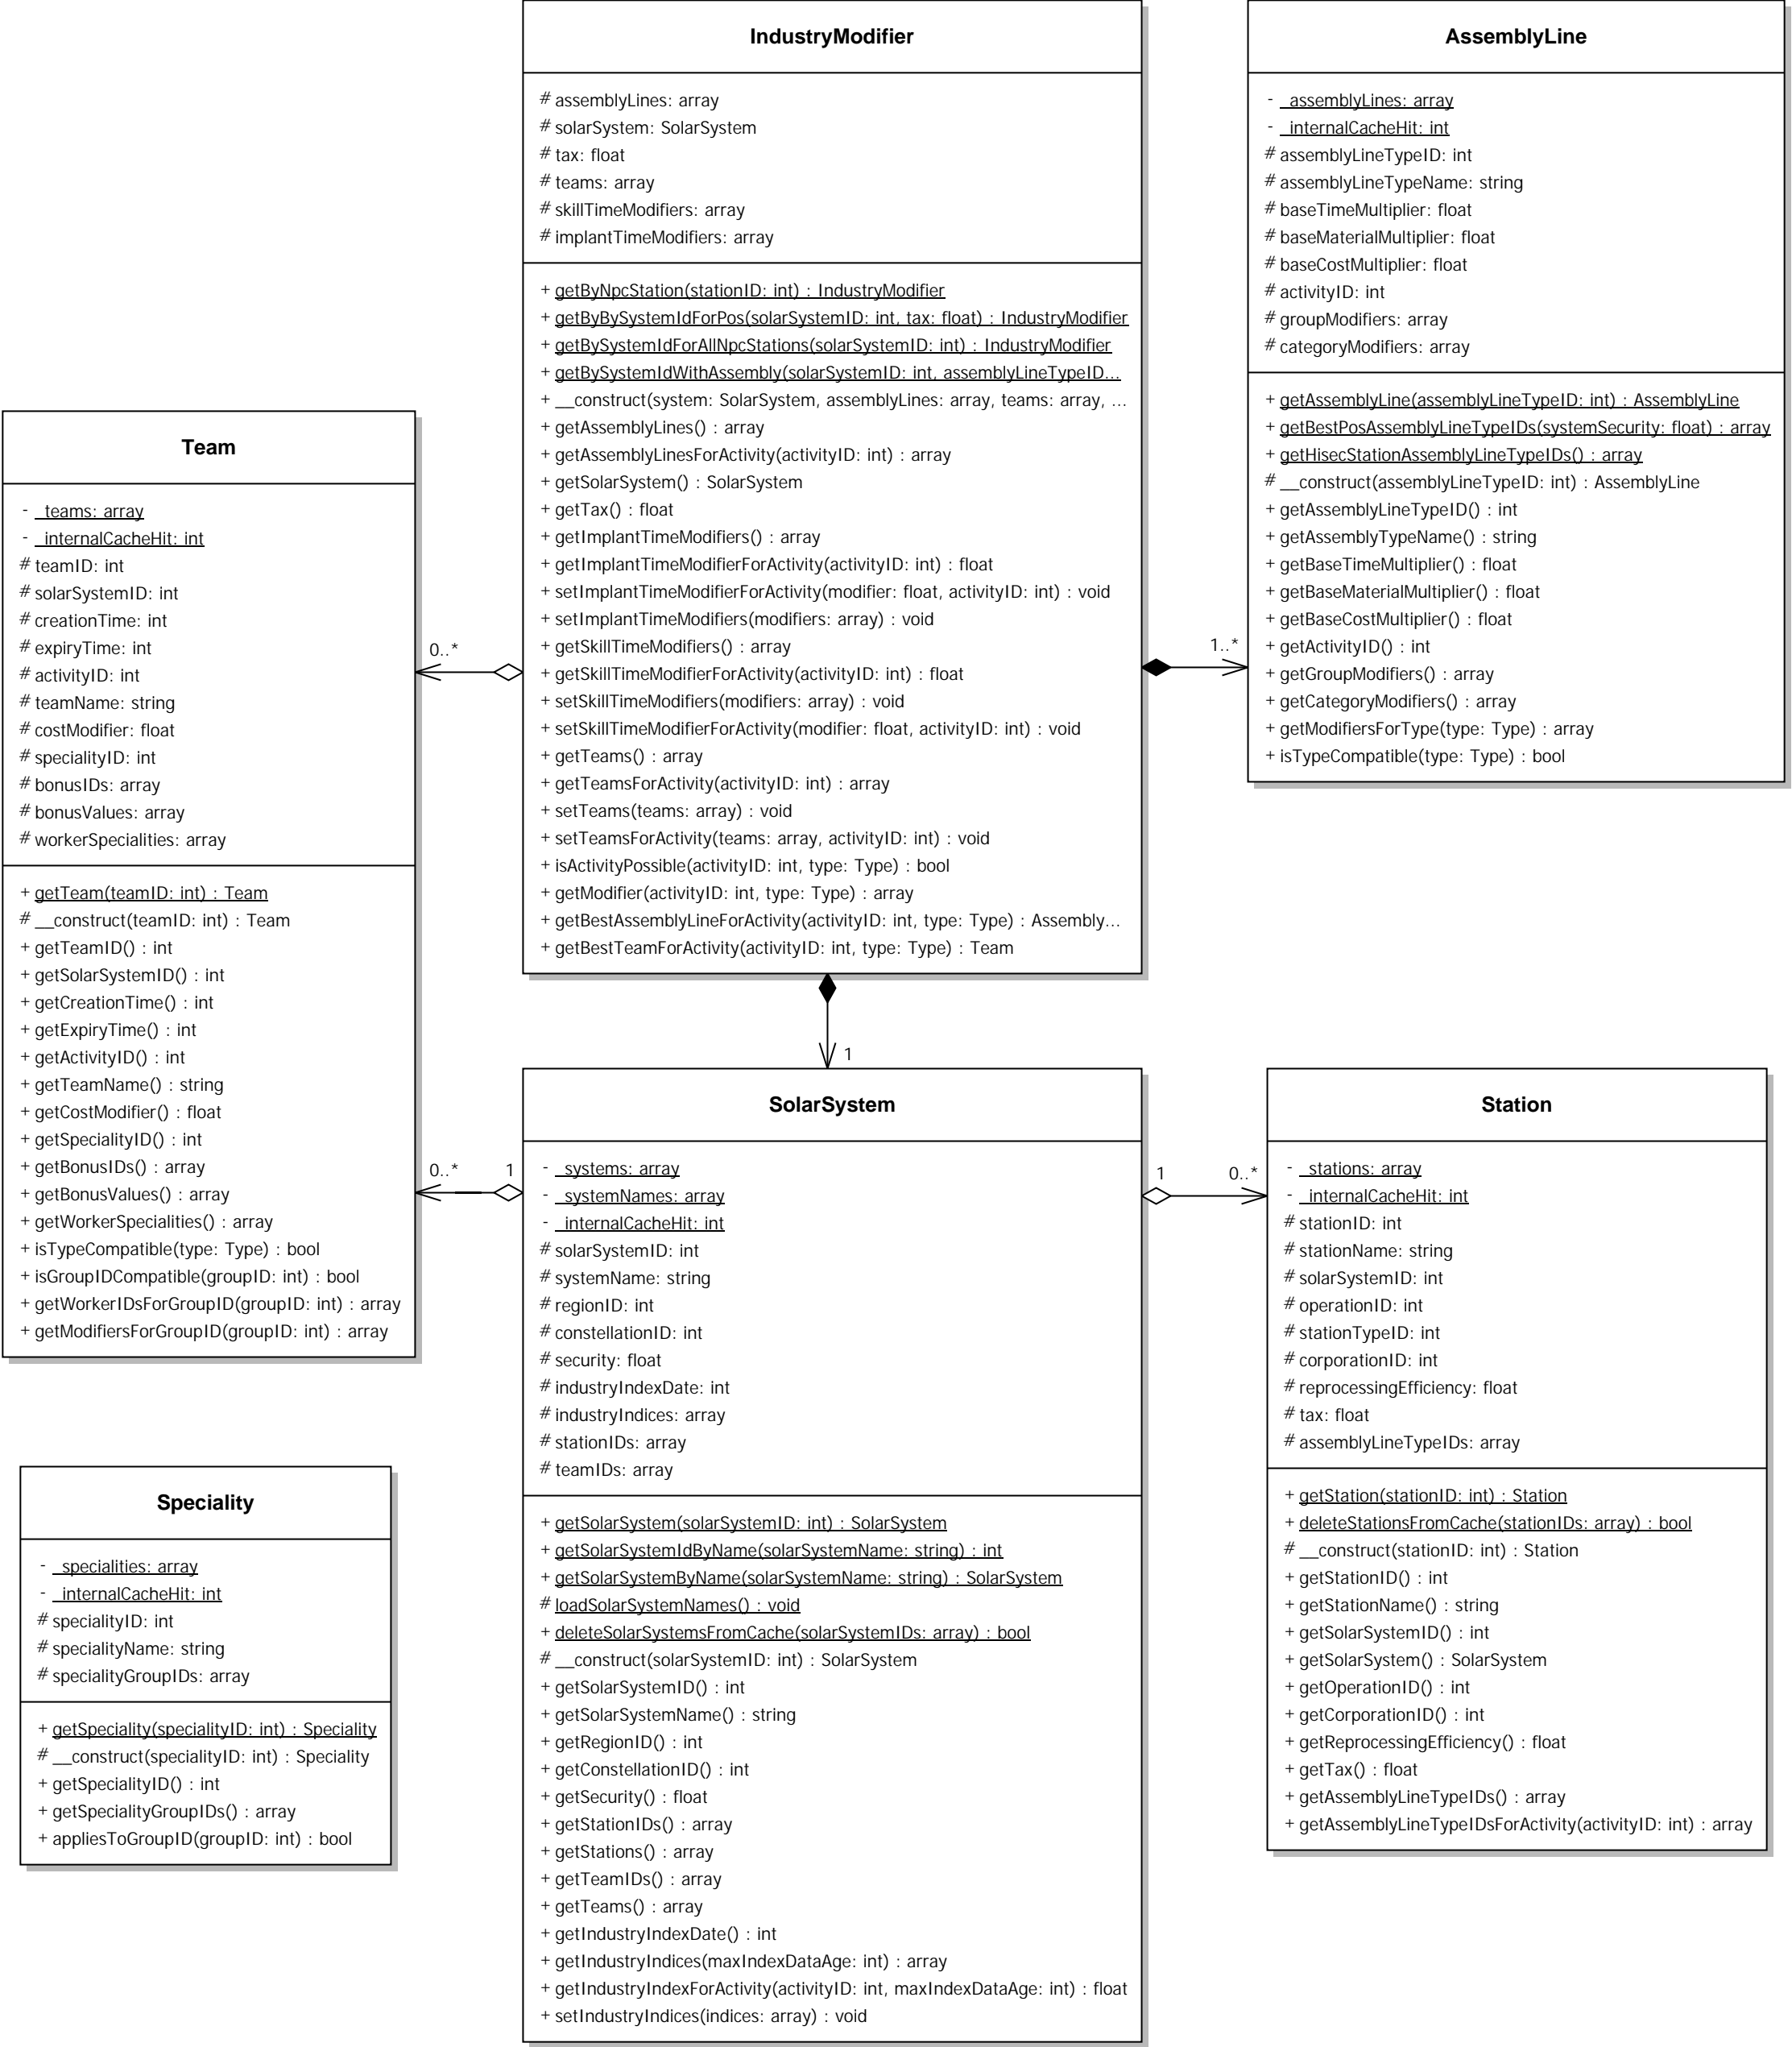 IndustryModifier
# assemblyLines: array
# solarSystem: SolarSystem
# tax: float
# teams: array
# skillTimeModifiers: array
# implantTimeModifiers: array
+ getByNpcStation(stationID: int) : IndustryModifier
+ getByBySystemIdForPos(solarSystemID: int, tax: float) : IndustryModifier
+ getBySystemIdForAllNpcStations(solarSystemID: int) : IndustryModifier
+ getBySystemIdWithAssembly(solarSystemID: int, assemblyLineTypeID...
+ __construct(system: SolarSystem, assemblyLines: array, teams: array, ...
+ getAssemblyLines() : array
+ getAssemblyLinesForActivity(activityID: int) : array
+ getSolarSystem() : SolarSystem
+ getTax() : float
+ getImplantTimeModifiers() : array
+ getImplantTimeModifierForActivity(activityID: int) : float
+ setImplantTimeModifierForActivity(modifier: float, activityID: int) : void
+ setImplantTimeModifiers(modifiers: array) : void
+ getSkillTimeModifiers() : array
+ getSkillTimeModifierForActivity(activityID: int) : float
+ setSkillTimeModifiers(modifiers: array) : void
+ setSkillTimeModifierForActivity(modifier: float, activityID: int) : void
+ getTeams() : array
+ getTeamsForActivity(activityID: int) : array
+ setTeams(teams: array) : void
+ setTeamsForActivity(teams: array, activityID: int) : void
+ isActivityPossible(activityID: int, type: Type) : bool
+ getModifier(activityID: int, type: Type) : array
+ getBestAssemblyLineForActivity(activityID: int, type: Type) : Assembly...
+ getBestTeamForActivity(activityID: int, type: Type) : Team
AssemblyLine
- _assemblyLines: array
- _internalCacheHit: int
# assemblyLineTypeID: int
# assemblyLineTypeName: string
# baseTimeMultiplier: float
# baseMaterialMultiplier: float
# baseCostMultiplier: float
# activityID: int
# groupModifiers: array
# categoryModifiers: array
+ getAssemblyLine(assemblyLineTypeID: int) : AssemblyLine
+ getBestPosAssemblyLineTypeIDs(systemSecurity: float) : array
+ getHisecStationAssemblyLineTypeIDs() : array
# __construct(assemblyLineTypeID: int) : AssemblyLine
+ getAssemblyLineTypeID() : int
+ getAssemblyTypeName() : string
+ getBaseTimeMultiplier() : float
+ getBaseMaterialMultiplier() : float
+ getBaseCostMultiplier() : float
+ getActivityID() : int
+ getGroupModifiers() : array
+ getCategoryModifiers() : array
+ getModifiersForType(type: Type) : array
+ isTypeCompatible(type: Type) : bool
Team
- _teams: array
- _internalCacheHit: int
# teamID: int
# solarSystemID: int
# creationTime: int
# expiryTime: int
# activityID: int
# teamName: string
# costModifier: float
# specialityID: int
# bonusIDs: array
# bonusValues: array
# workerSpecialities: array
+ getTeam(teamID: int) : Team
# __construct(teamID: int) : Team
+ getTeamID() : int
+ getSolarSystemID() : int
+ getCreationTime() : int
+ getExpiryTime() : int
+ getActivityID() : int
+ getTeamName() : string
+ getCostModifier() : float
+ getSpecialityID() : int
+ getBonusIDs() : array
+ getBonusValues() : array
+ getWorkerSpecialities() : array
+ isTypeCompatible(type: Type) : bool
+ isGroupIDCompatible(groupID: int) : bool
+ getWorkerIDsForGroupID(groupID: int) : array
+ getModifiersForGroupID(groupID: int) : array
0..*
1..*
1
0..*
1
1
0..*
SolarSystem
- _systems: array
- _systemNames: array
- _internalCacheHit: int
# solarSystemID: int
# systemName: string
# regionID: int
# constellationID: int
# security: float
# industryIndexDate: int
# industryIndices: array
# stationIDs: array
# teamIDs: array
+ getSolarSystem(solarSystemID: int) : SolarSystem
+ getSolarSystemIdByName(solarSystemName: string) : int
+ getSolarSystemByName(solarSystemName: string) : SolarSystem
# loadSolarSystemNames() : void
+ deleteSolarSystemsFromCache(solarSystemIDs: array) : bool
# __construct(solarSystemID: int) : SolarSystem
+ getSolarSystemID() : int
+ getSolarSystemName() : string
+ getRegionID() : int
+ getConstellationID() : int
+ getSecurity() : float
+ getStationIDs() : array
+ getStations() : array
+ getTeamIDs() : array
+ getTeams() : array
+ getIndustryIndexDate() : int
+ getIndustryIndices(maxIndexDataAge: int) : array
+ getIndustryIndexForActivity(activityID: int, maxIndexDataAge: int) : float
+ setIndustryIndices(indices: array) : void
Station
- _stations: array
- _internalCacheHit: int
# stationID: int
# stationName: string
# solarSystemID: int
# operationID: int
# stationTypeID: int
# corporationID: int
# reprocessingEfficiency: float
# tax: float
# assemblyLineTypeIDs: array
+ getStation(stationID: int) : Station
+ deleteStationsFromCache(stationIDs: array) : bool
# __construct(stationID: int) : Station
+ getStationID() : int
+ getStationName() : string
+ getSolarSystemID() : int
+ getSolarSystem() : SolarSystem
+ getOperationID() : int
+ getCorporationID() : int
+ getReprocessingEfficiency() : float
+ getTax() : float
+ getAssemblyLineTypeIDs() : array
+ getAssemblyLineTypeIDsForActivity(activityID: int) : array
Speciality
- _specialities: array
- _internalCacheHit: int
# specialityID: int
# specialityName: string
# specialityGroupIDs: array
+ getSpeciality(specialityID: int) : Speciality
# __construct(specialityID: int) : Speciality
+ getSpecialityID() : int
+ getSpecialityGroupIDs() : array
+ appliesToGroupID(groupID: int) : bool